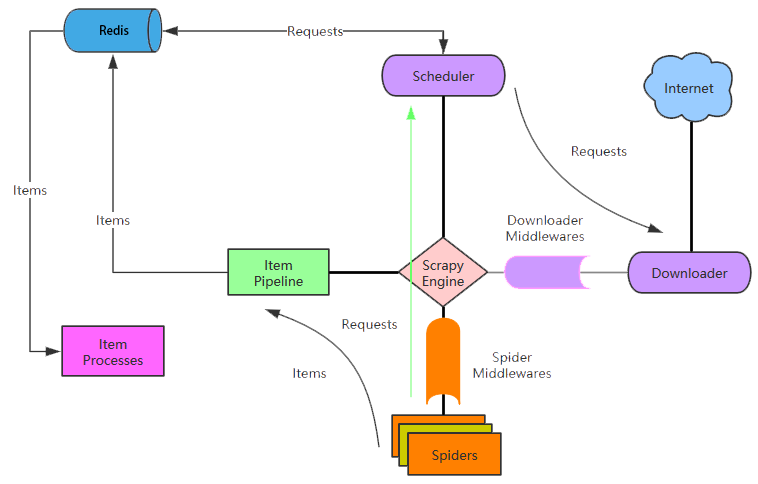 Redis
Requests
Scheduler
Internet
Requests
Items
Items
Downloader
Middlewares
Item
Pipeline
Scrapy
Engine
Downloader
Requests
Item
Processes
Items
Spider
Middlewares
Spiders